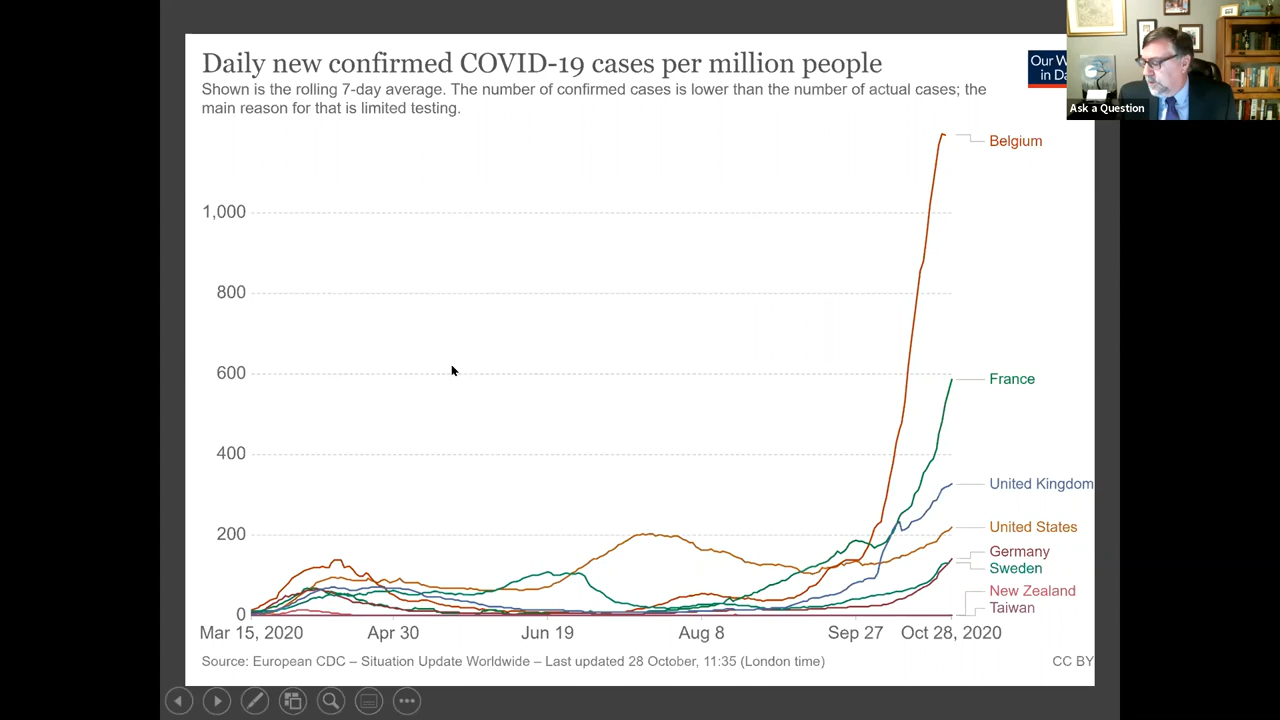 Daily new confirmed COVID-19 cases per million people
Shown is the rolling 7-day average. The number of confirmed cases is lower than the number of actual cases; the
main reason for that is limited testing.
Our W
in Da
Ask a Question
Belgium
1,000
800
600
France
400
United Kingdom
200
United States
Germany
Sweden
New Zealand
Taiwan
0
Mar 15, 2020 Apr 30 Jun 19 Aug 8 Sep 27 Oct 28, 2020
Source: European CDC – Situation Update Worldwide – Last updated 28 October, 11:35 (London time)
CC BY